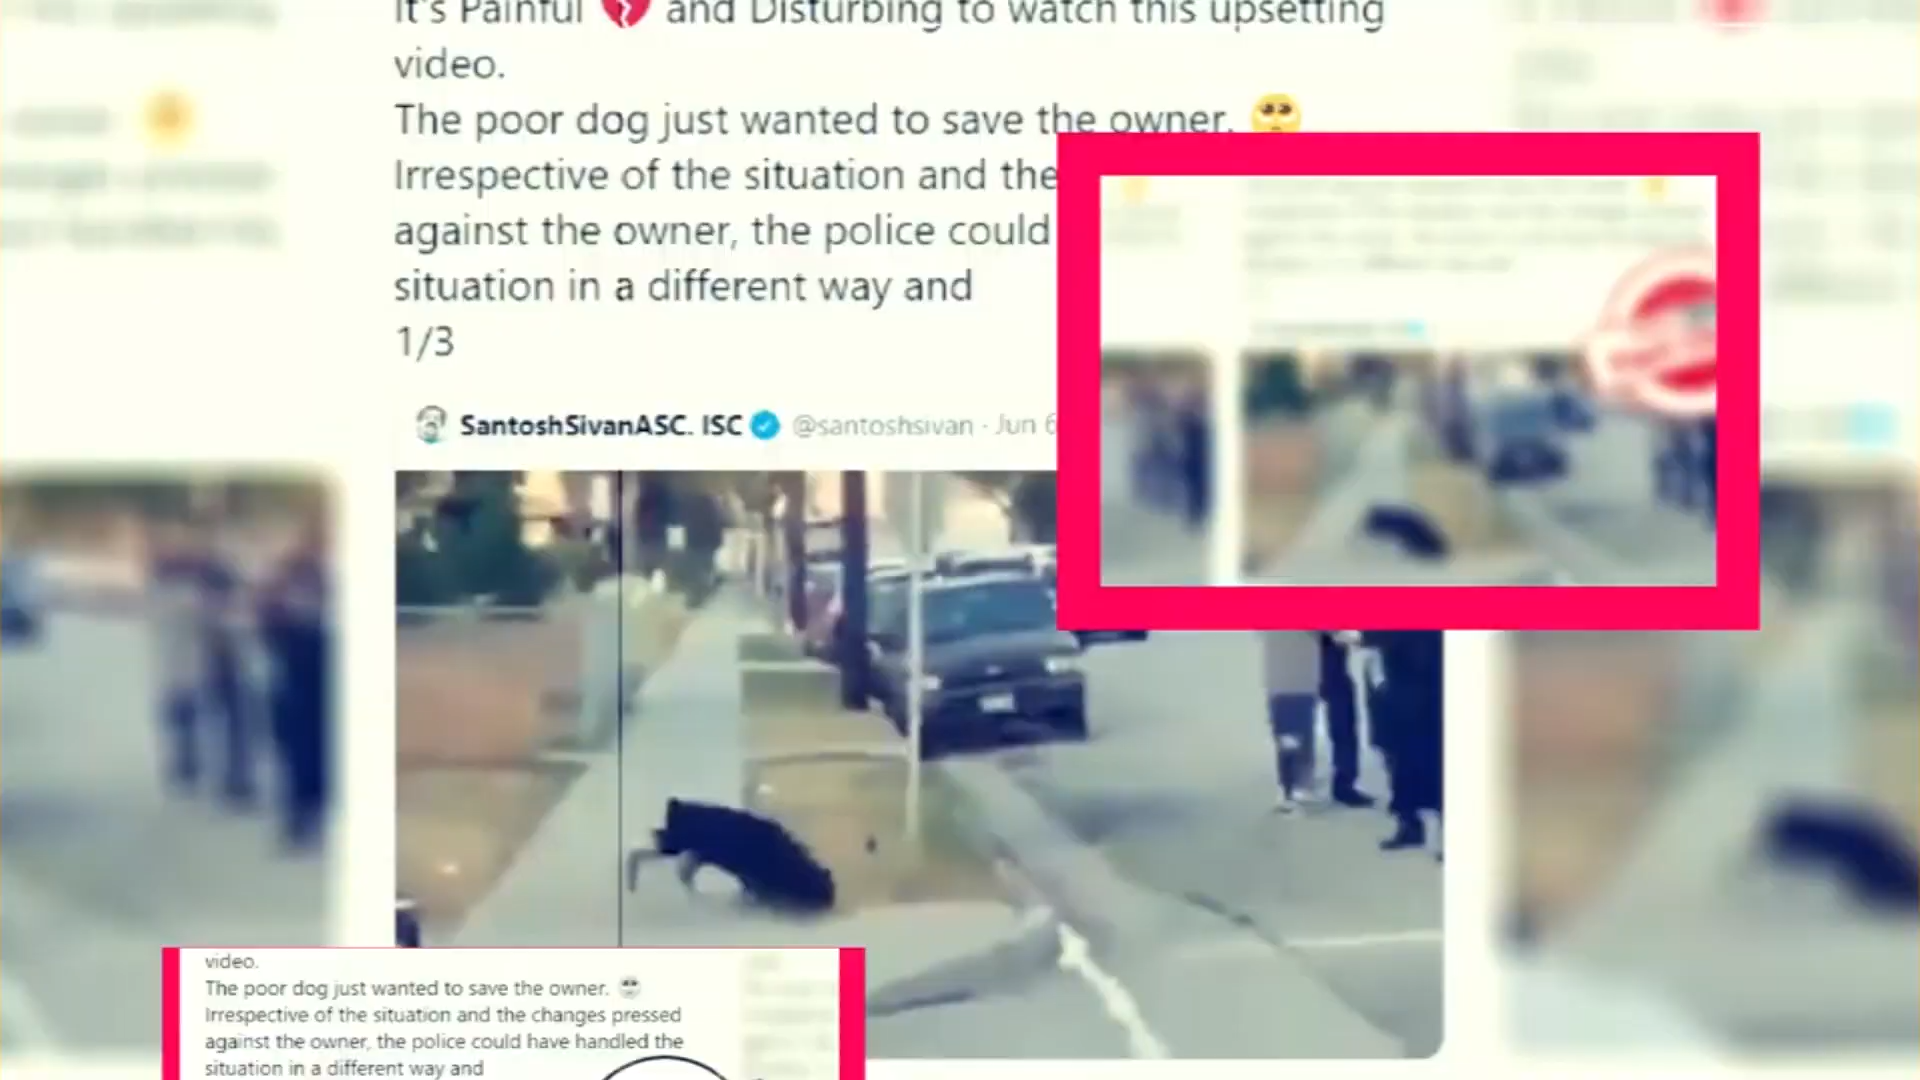 It's Painful 💔 and Disturbing to watch this upsetting
video.
The poor dog just wanted to save the owner. 🥺
Irrespective of the situation and the
against the owner, the police could
situation in a different way and
1/3
SantoshSivanASC. ISC @santoshsivan · Jun 6
video.
The poor dog just wanted to save the owner. 🥺
Irrespective of the situation and the changes pressed
against the owner, the police could have handled the
situation in a different way and